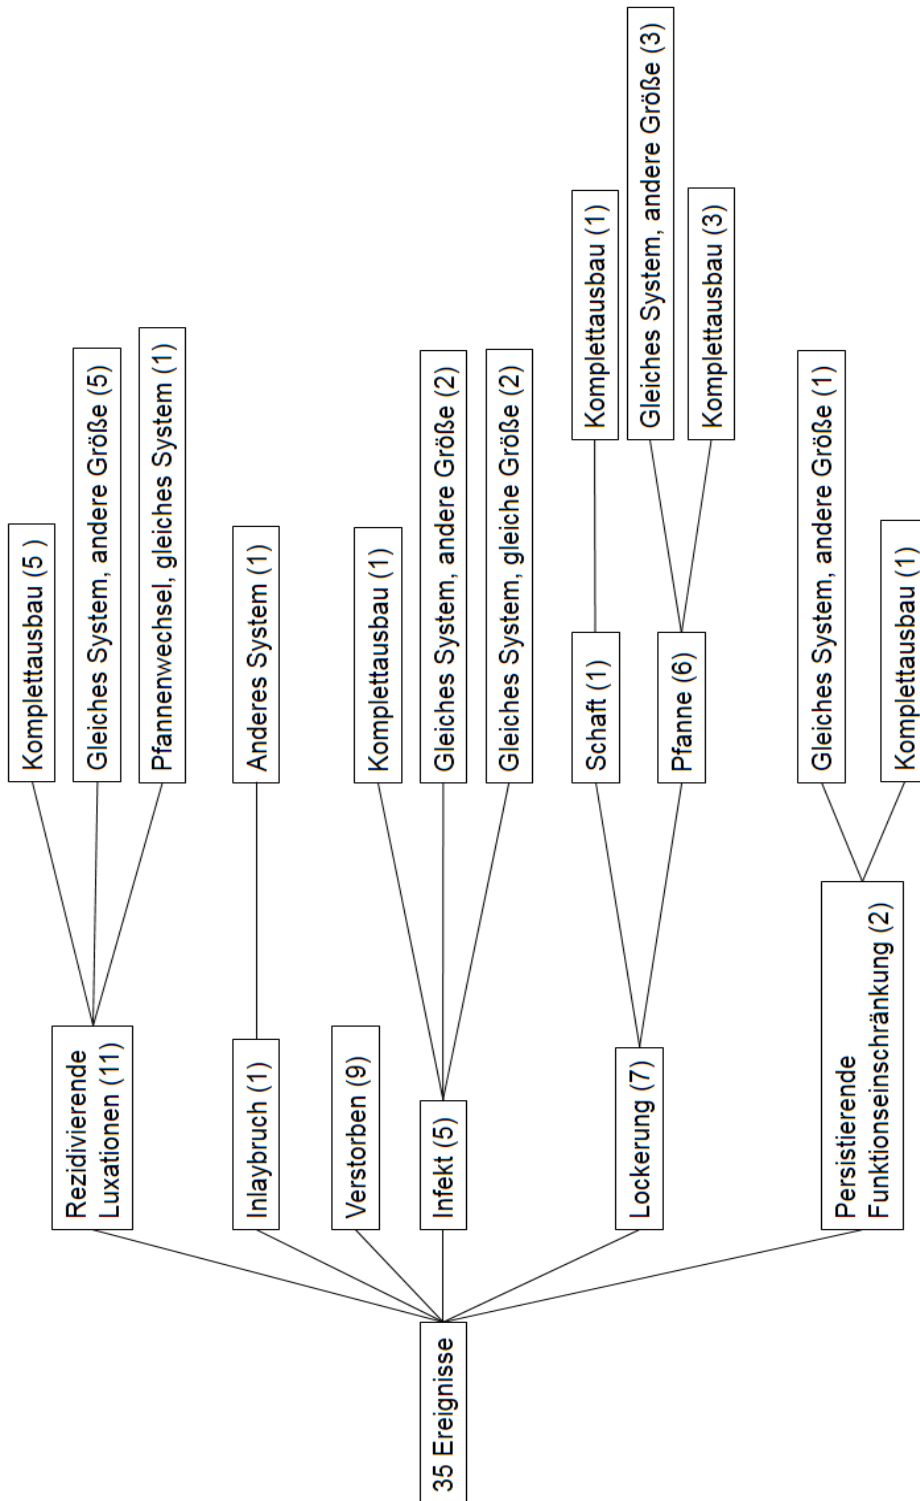 35 Ereignisse
Rezidivierende
Luxationen (11)
Komplettausbau (5 )
Gleiches System, andere Größe (5)
Pfannenwechsel, gleiches System (1)
Inlaybruch (1)
Anderes System (1)
Verstorben (9)
Infekt (5)
Komplettausbau (1)
Gleiches System, andere Größe (2)
Gleiches System, gleiche Größe (2)
Lockerung (7)
Schaft (1)
Komplettausbau (1)
Pfanne (6)
Gleiches System, andere Größe (3)
Komplettausbau (3)
Persistierende
Funktionseinschränkung (2)
Gleiches System, andere Größe (1)
Komplettausbau (1)